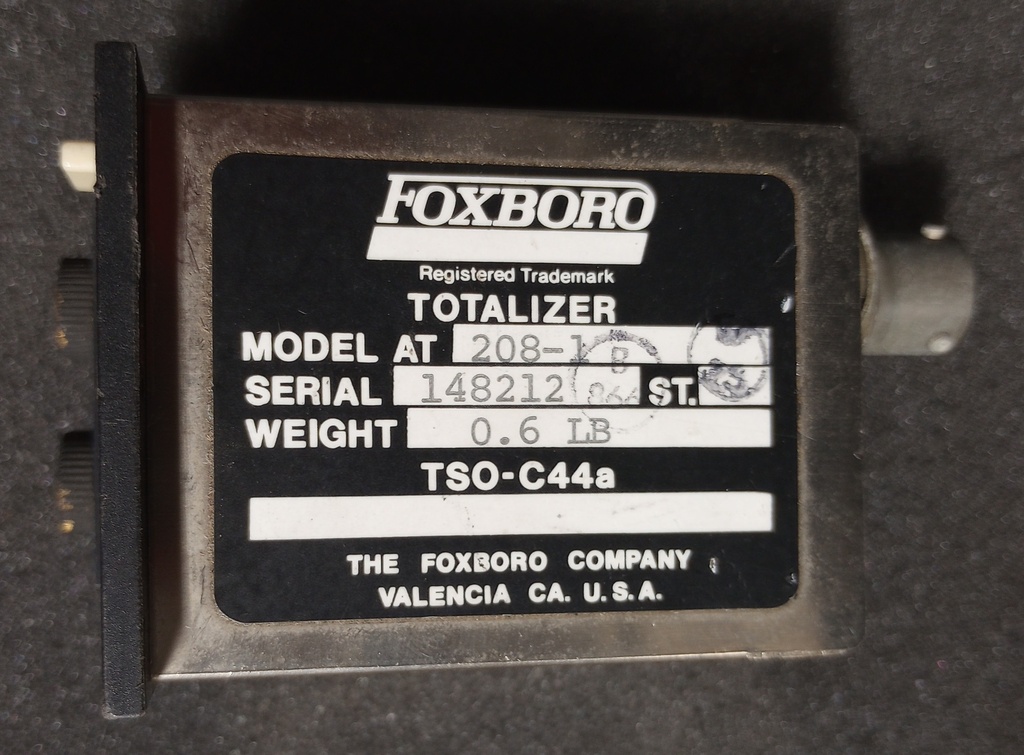 FOXBORO
Registered Trademark
TOTALIZER
MODEL AT 208-1
SERIAL 148212 ST.
WEIGHT 0.6 LB
TSO-C44a
THE FOXBORO COMPANY
VALENCIA CA. U.S.A.